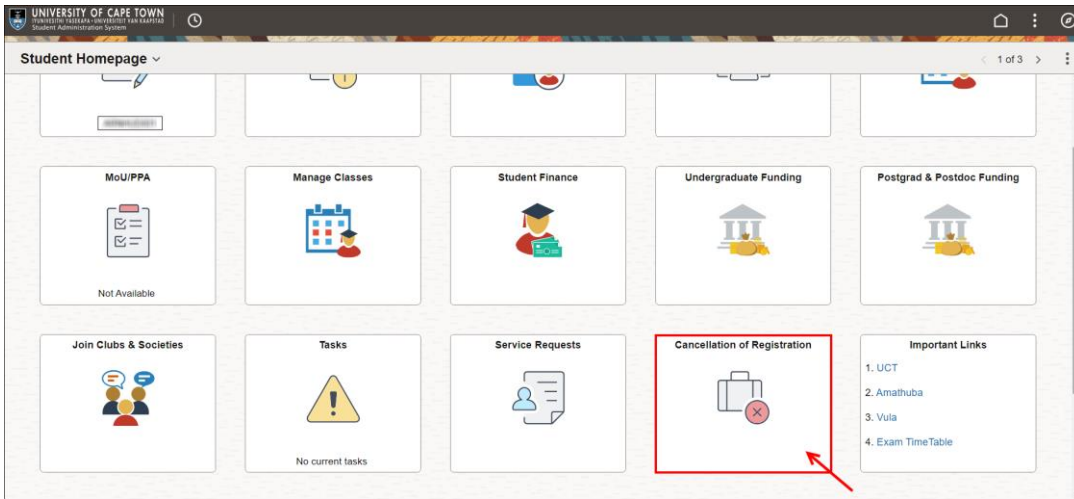 UNIVERSITY OF CAPE TOWN
IYUNIVESITHI YASEKAPA • UNIVERSITEIT VAN KAAPSTAD
Student Administration System
Student Homepage
1 of 3
MoU/PPA
Manage Classes
Student Finance
Undergraduate Funding
Postgrad & Postdoc Funding
Not Available
Join Clubs & Societies
Tasks
Service Requests
Cancellation of Registration
Important Links
1. UCT
2. Amathuba
3. Vula
4. Exam TimeTable
No current tasks